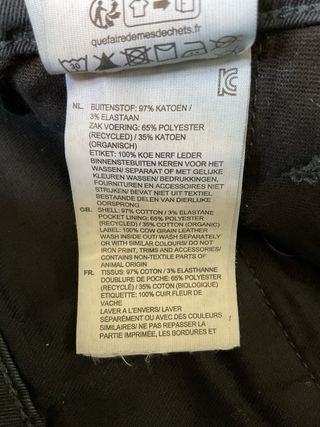 quefairedemesdechets.fr
30
NL. BUITENSTOF: 97% KATOEN /
3% ELASTAAN
ZAK VOERING: 65% POLYESTER
(RECYCLED) / 35% KATOEN
(ORGANISCH)
ETIKET: 100% KOE NERF LEDER
BINNENSTEBUITEN KEREN VOOR HET
WASSEN/ SEPARAAT OF MET GELIJKE
KLEUREN WASSEN/ BEDRUKKINGEN,
FOURNITUREN EN ACCESSOIRES NIET
STRIJKEN/ BEVAT NIET UIT TEXTIEL
BESTAANDE DELEN VAN DIERLIJKE
OORSPRONG
GB. SHELL: 97% COTTON / 3% ELASTANE
POCKET LINING: 65% POLYESTER
(RECYCLED) / 35% COTTON (ORGANIC)
LABEL: 100% COW GRAIN LEATHER
WASH INSIDE OUT/ WASH SEPARATELY
OR WITH SIMILAR COLOURS/ DO NOT
IRON PRINT, TRIMS AND ACCESSORIES/
CONTAINS NON-TEXTILE PARTS OF
ANIMAL ORIGIN
FR. TISSUS: 97% COTON / 3% ELASTHANNE
DOUBLURE DE POCHE: 65% POLYESTER
(RECYCLÉ) / 35% COTON (BIOLOGIQUE)
ETIQUETTE: 100% CUIR FLEUR DE
VACHE
LAVER A L'ENVERS/ LAVER
SÉPARÉMENT OU AVEC DES COULEURS
SIMILAIRES/ NE PAS REPASSER LA
PARTIE IMPRIMÉE, LES BORDURES ET